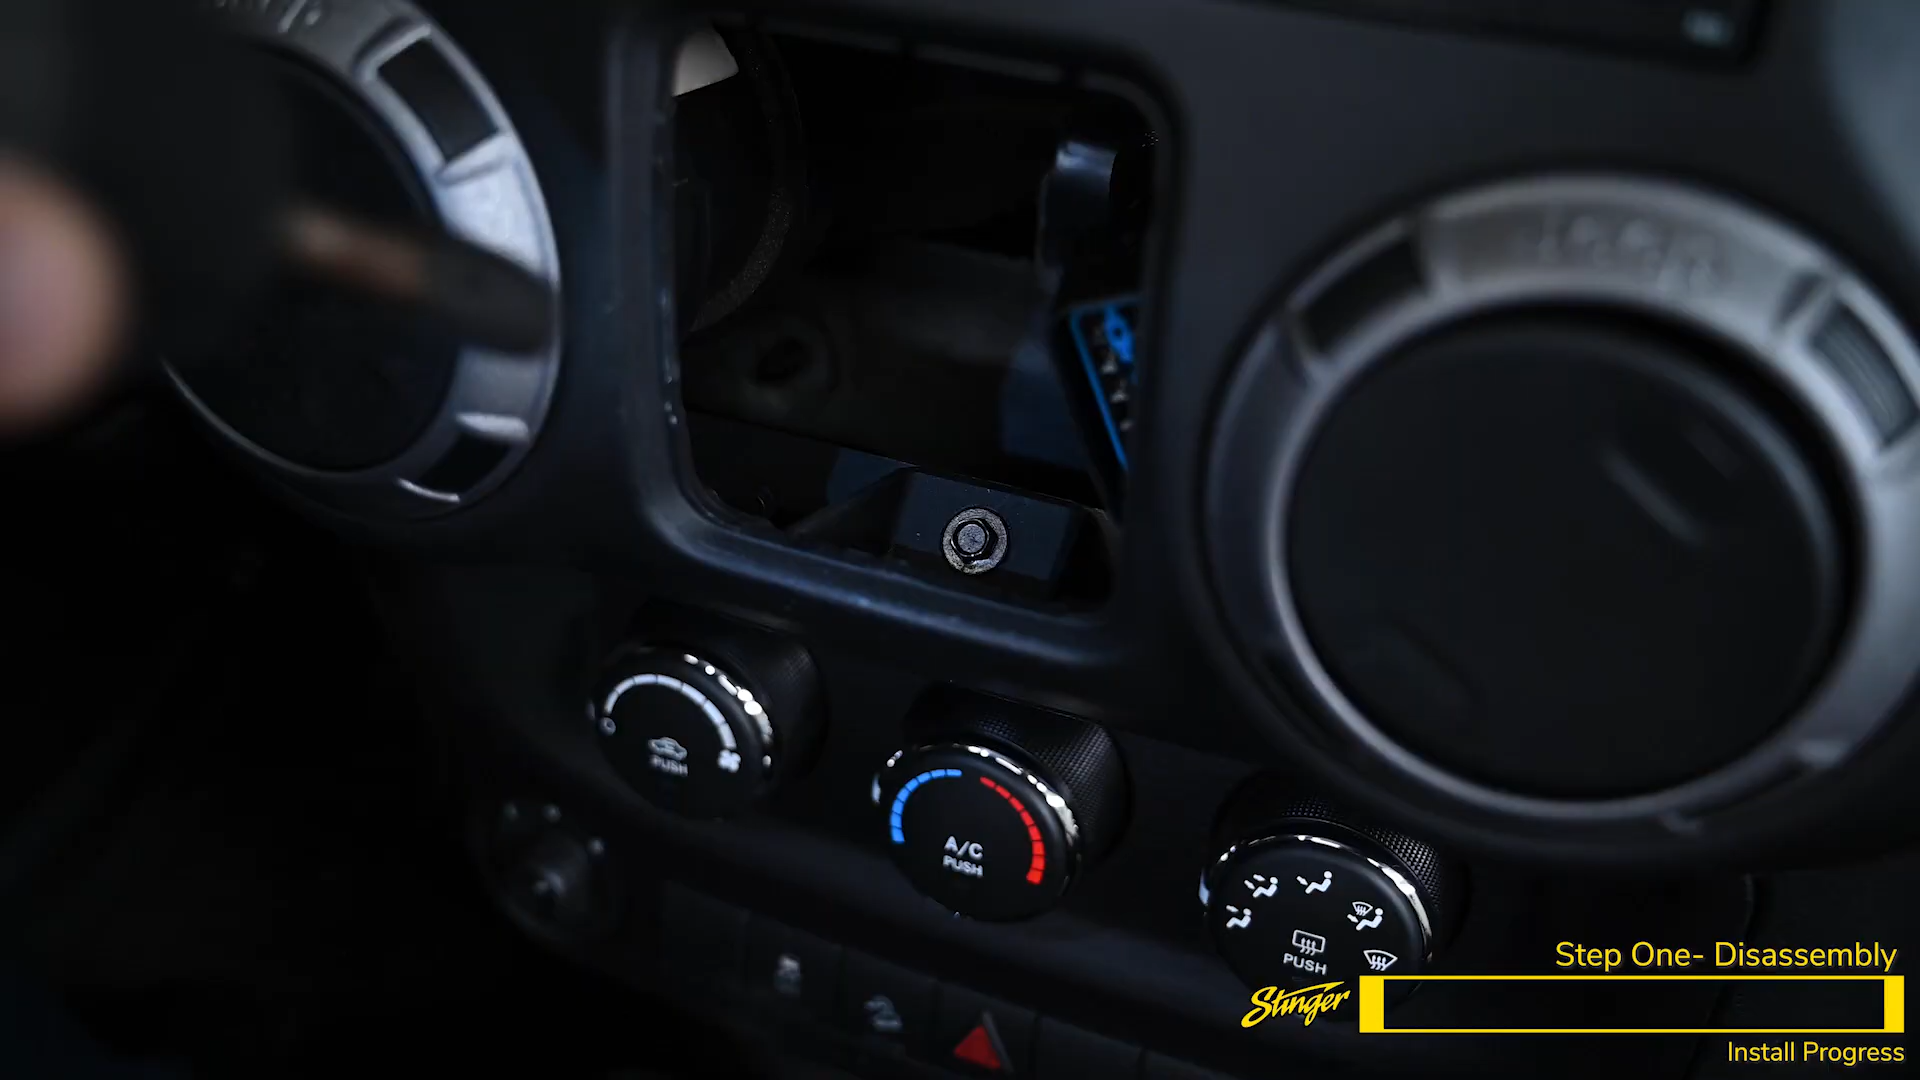 PUSH
A/C
PUSH
PUSH
Step One- Disassembly
Stinger
Install Progress